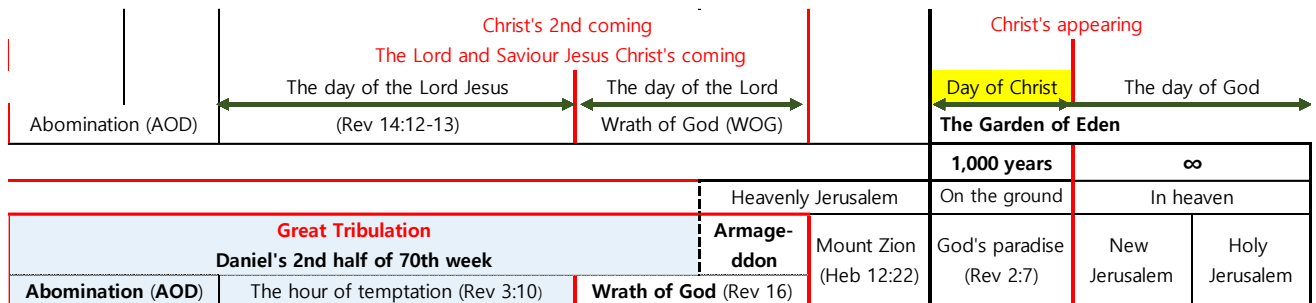 Christ's 2nd coming
Christ's appearing
The Lord and Saviour Jesus Christ's coming
The day of the Lord Jesus
The day of the Lord
Day of Christ
The day of God
Abomination (AOD)
(Rev 14:12-13)
Wrath of God (WOG)
The Garden of Eden
1,000 years
∞
Heavenly Jerusalem
On the ground
In heaven
Great Tribulation
Daniel's 2nd half of 70th week
Armage-
ddon
Mount Zion
(Heb 12:22)
God's paradise
(Rev 2:7)
New
Jerusalem
Holy
Jerusalem
Abomination (AOD)
The hour of temptation (Rev 3:10)
Wrath of God (Rev 16)